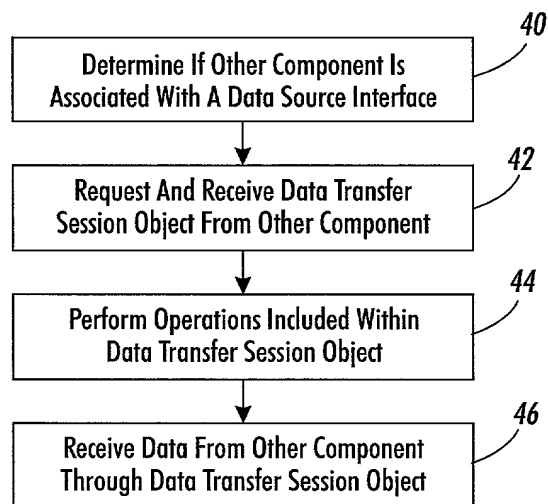 40
Determine If Other Component Is
Associated With A Data Source Interface
42
Request And Receive Data Transfer
Session Object From Other Component
44
Perform Operations Included Within
Data Transfer Session Object
46
Receive Data From Other Component
Through Data Transfer Session Object